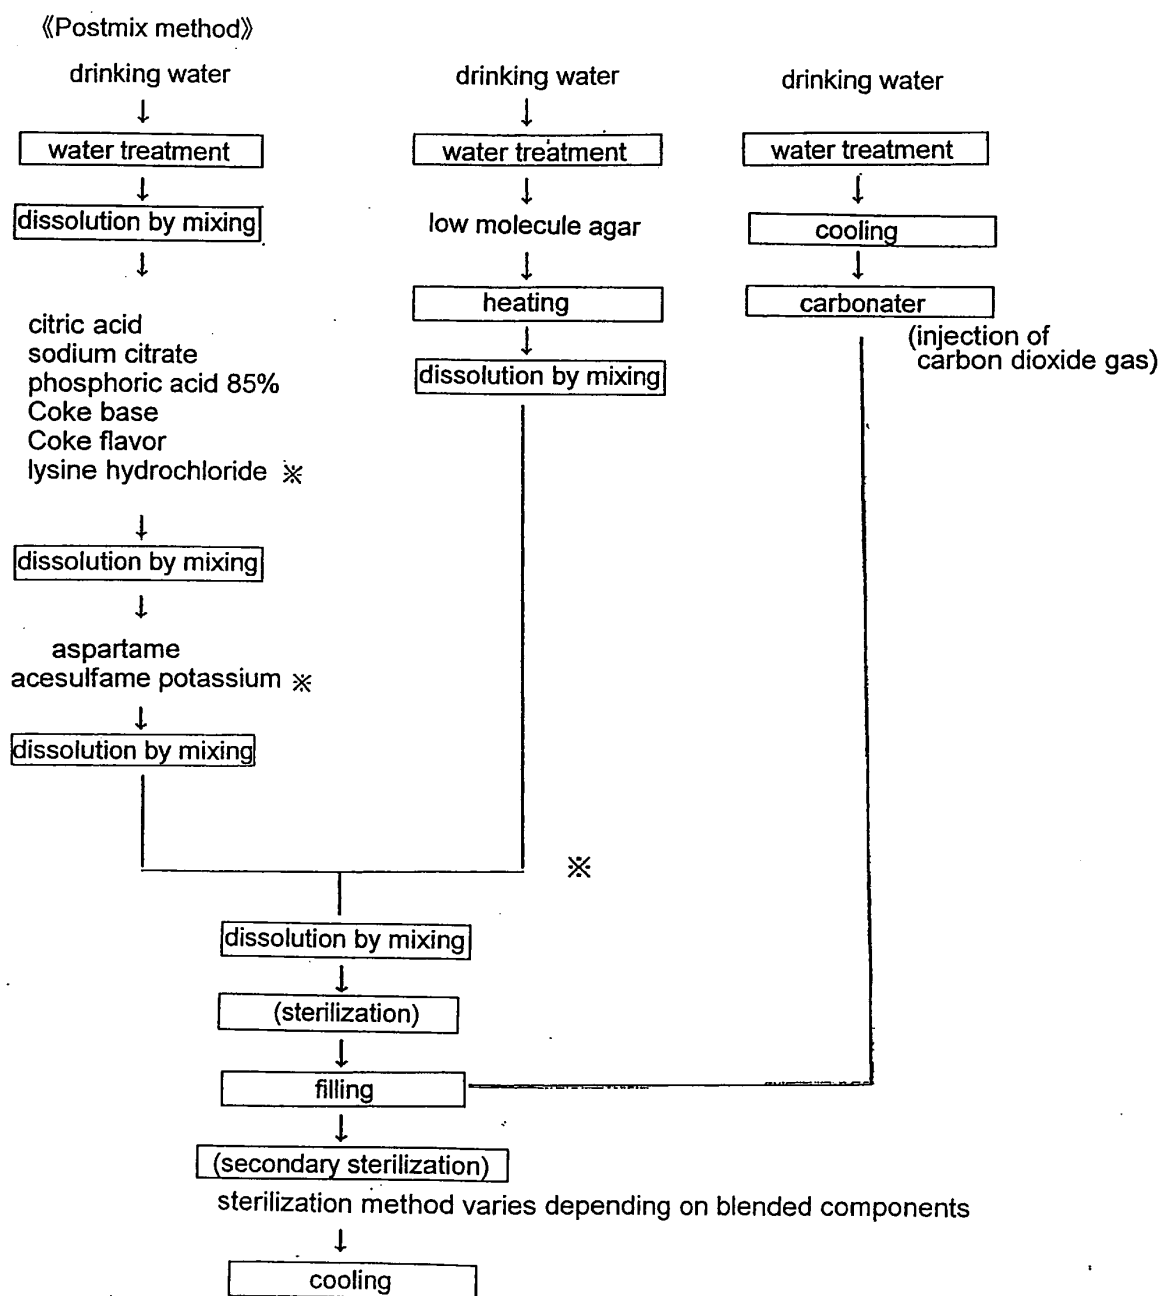 《Postmix method》
drinking water
↓
water treatment
↓
dissolution by mixing
↓
citric acid
sodium citrate
phosphoric acid 85%
Coke base
Coke flavor
lysine hydrochloride ※
↓
dissolution by mixing
↓
aspartame
acesulfame potassium ※
↓
dissolution by mixing
drinking water
↓
water treatment
↓
low molecule agar
↓
heating
↓
dissolution by mixing
drinking water
water treatment
↓
cooling
↓
carbonater
(injection of
carbon dioxide gas)
※
dissolution by mixing
↓
(sterilization)
↓
filling
↓
(secondary sterilization)
sterilization method varies depending on blended components
↓
cooling